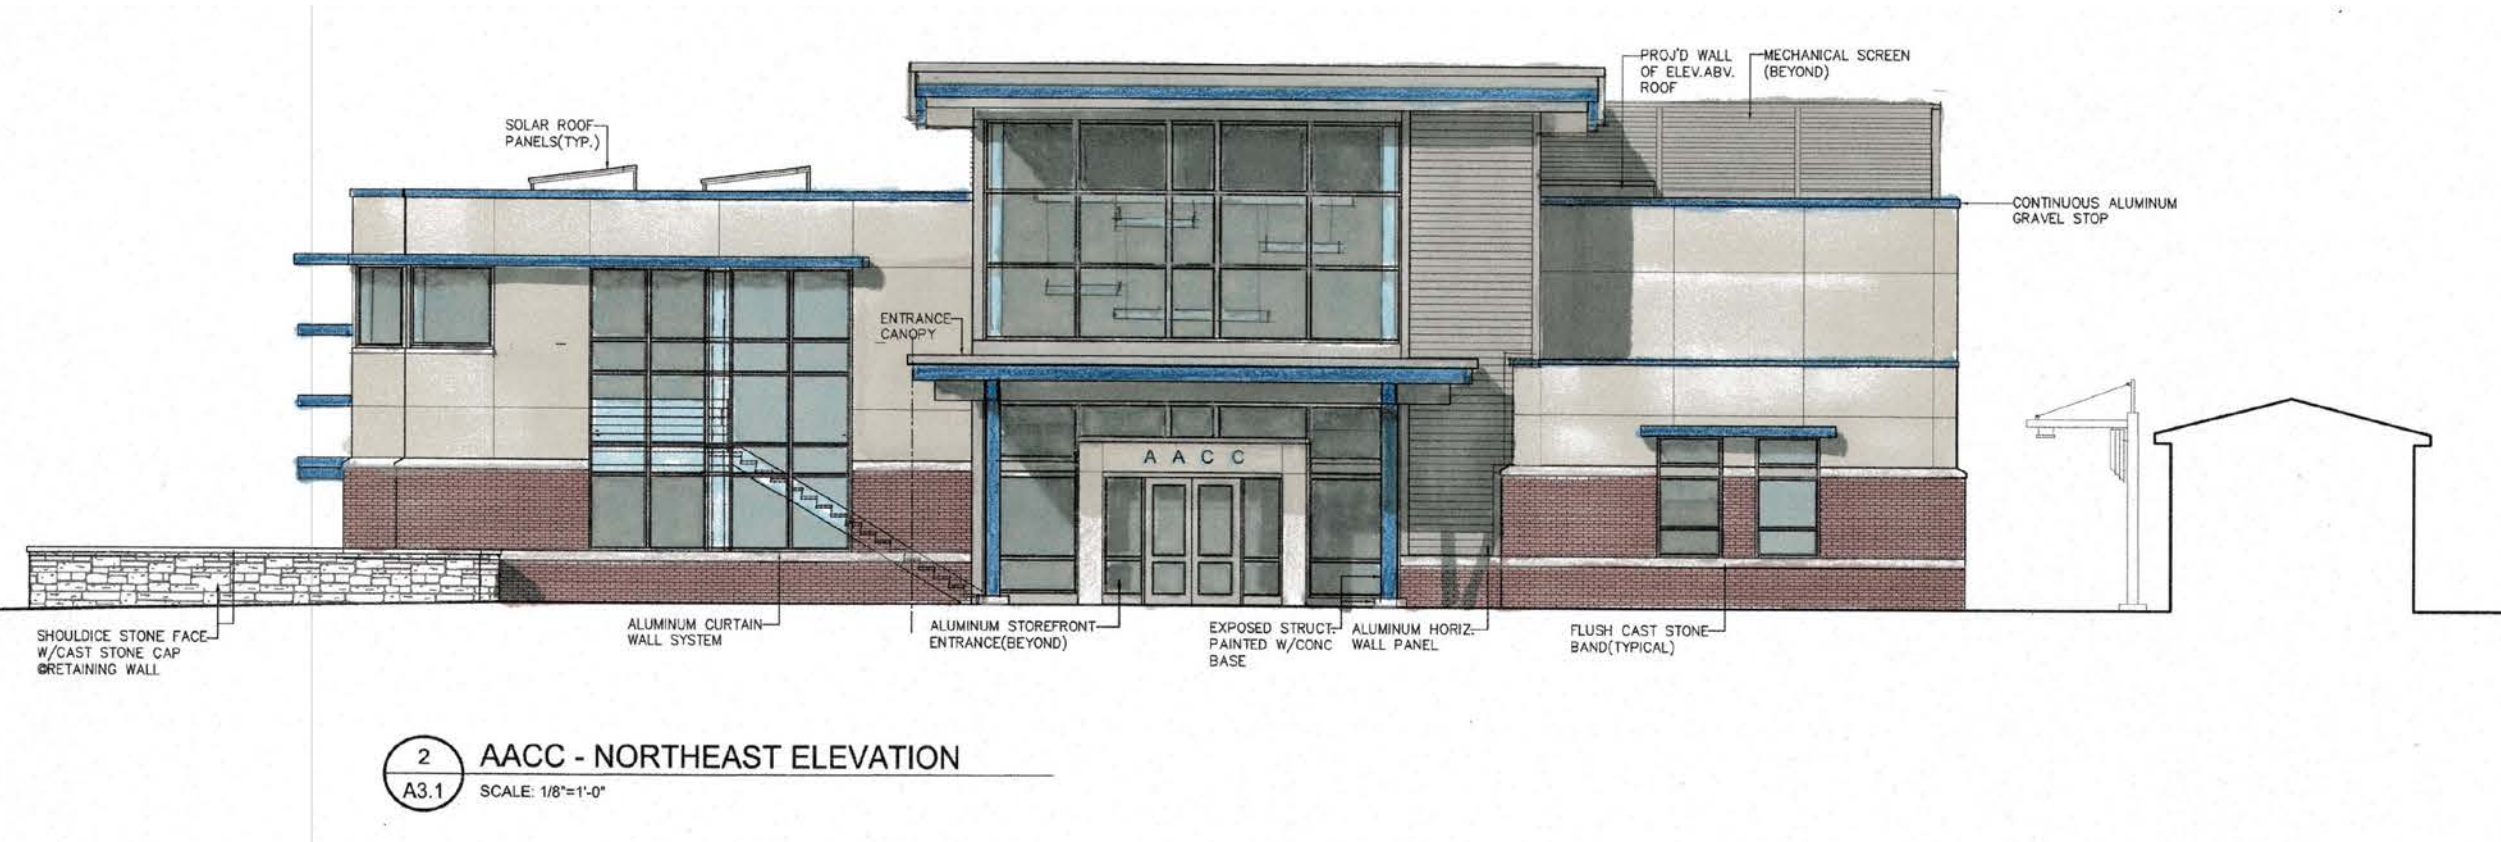 PROJ'D WALL
OF ELEV.ABV.
ROOF
MECHANICAL SCREEN
(BEYOND)
SOLAR ROOF
PANELS(TYP.)
CONTINUOUS ALUMINUM
GRAVEL STOP
ENTRANCE
CANOPY
AACC
SHOULDICE STONE FACE
W/CAST STONE CAP
@RETAINING WALL
ALUMINUM CURTAIN
WALL SYSTEM
ALUMINUM STOREFRONT
ENTRANCE(BEYOND)
EXPOSED STRUCT.
PAINTED W/CONC
BASE
ALUMINUM HORIZ.
WALL PANEL
FLUSH CAST STONE
BAND(TYPICAL)
2
A3.1
AACC - NORTHEAST ELEVATION
SCALE: 1/8"=1'-0"